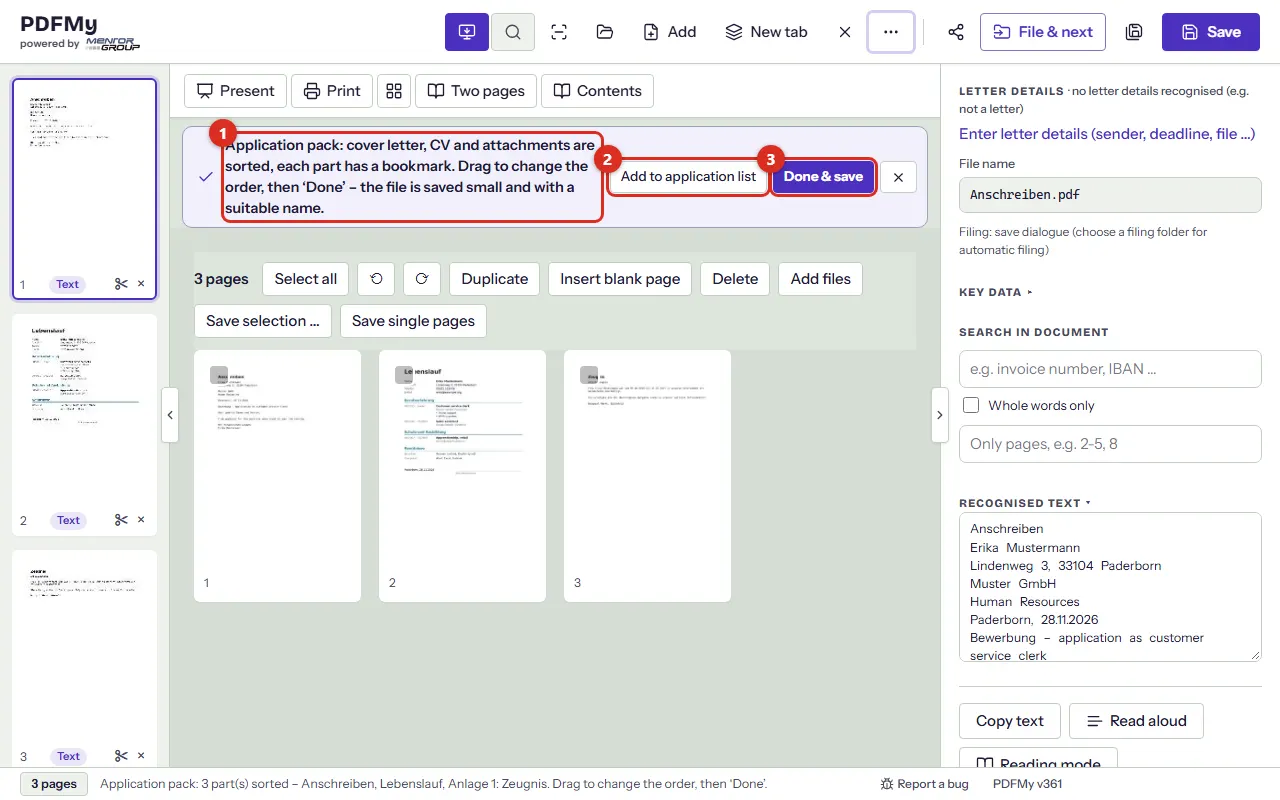 PDFMy
powered by MENTOR GROUP
Add
New tab
File & next
Save
Present
Print
Two pages
Contents
1
Application pack: cover letter, CV and attachments are
sorted, each part has a bookmark. Drag to change the
order, then ‘Done’ – the file is saved small and with a
suitable name.
2
Add to application list
3
Done & save
3 pages
Select all
Duplicate
Insert blank page
Delete
Add files
Save selection ...
Save single pages
Lebenslauf
1
2
3
Anschreiben
1
Text
Lebenslauf
2
Text
3
Text
LETTER DETAILS · no letter details recognised (e.g.
not a letter)
Enter letter details (sender, deadline, file ...)
File name
Anschreiben.pdf
Filing: save dialogue (choose a filing folder for
automatic filing)
KEY DATA
SEARCH IN DOCUMENT
e.g. invoice number, IBAN ...
Whole words only
Only pages, e.g. 2-5, 8
RECOGNISED TEXT
Anschreiben
Erika Mustermann
Lindenweg 3, 33104 Paderborn
Muster GmbH
Human Resources
Paderborn, 28.11.2026
Bewerbung – application as customer
service clerk
Copy text
Read aloud
Reading mode
3 pages
Application pack: 3 part(s) sorted – Anschreiben, Lebenslauf, Anlage 1: Zeugnis. Drag to change the order, then ‘Done’.
Report a bug
PDFMy v361